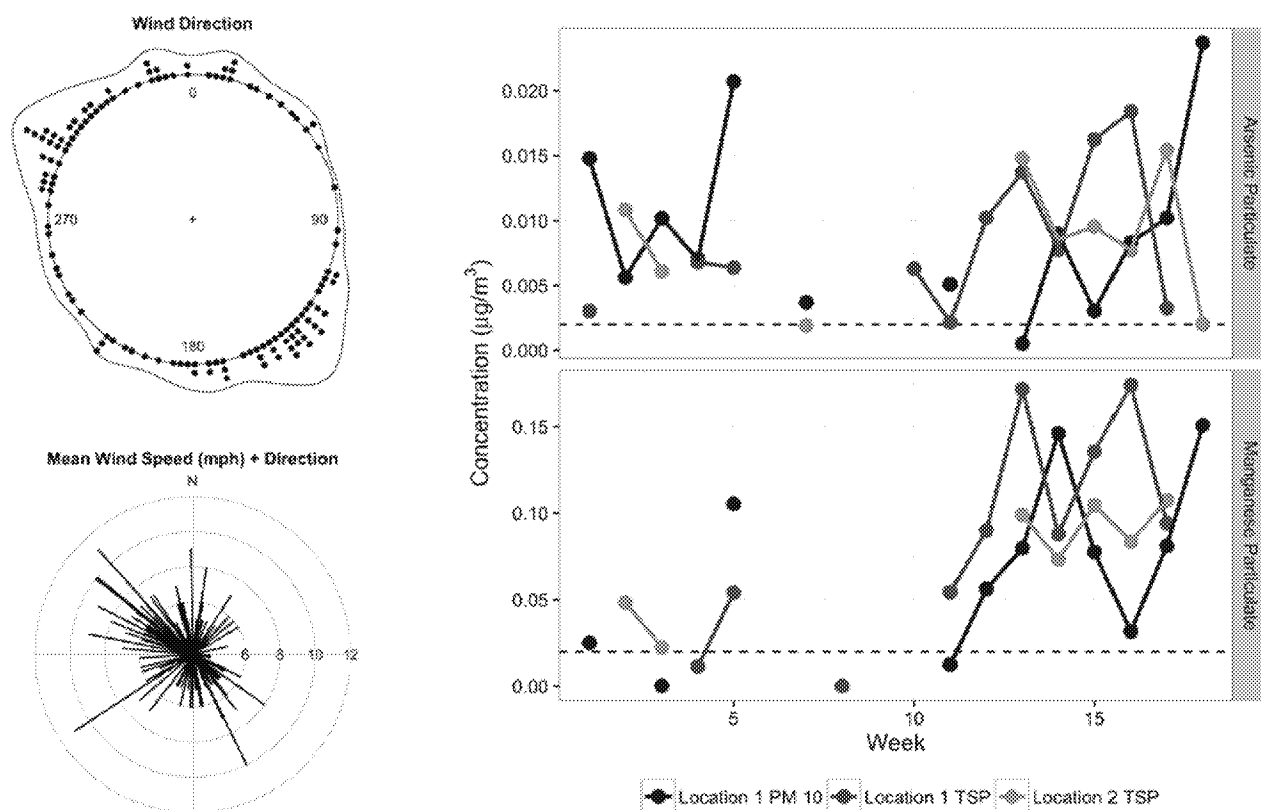 Wind Direction
0
270
+
90
180
Mean Wind Speed (mph) + Direction
N
6
8
10
12
Concentration (µg/m³)
0.020
0.015
0.010
0.005
0.000
Arsenic Particulate
0.15
0.10
0.05
0.00
Manganese Particulate
5
10
15
Week
Location 1 PM 10
Location 1 TSP
Location 2 TSP